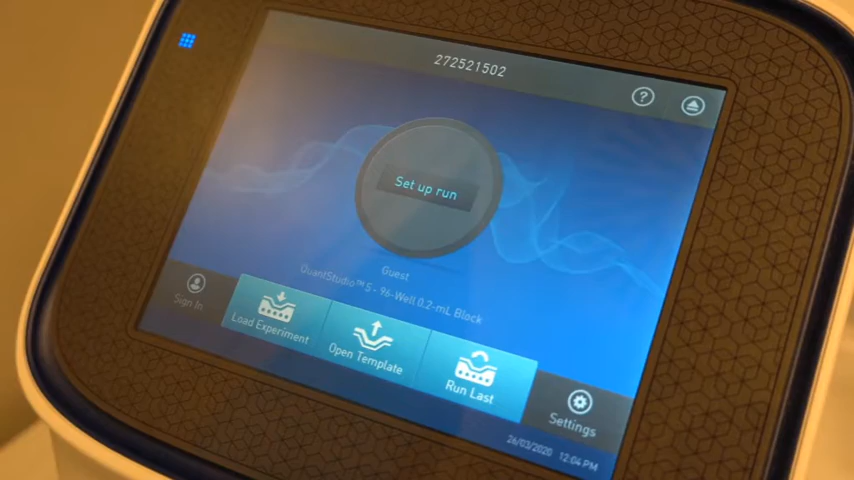 272521502
?
Set up run
Guest
QuantStudio™ 5 - 96-Well 0.2-mL Block
Sign In
Load Experiment
Open Template
Run Last
Settings
26/03/2020 12:04 PM